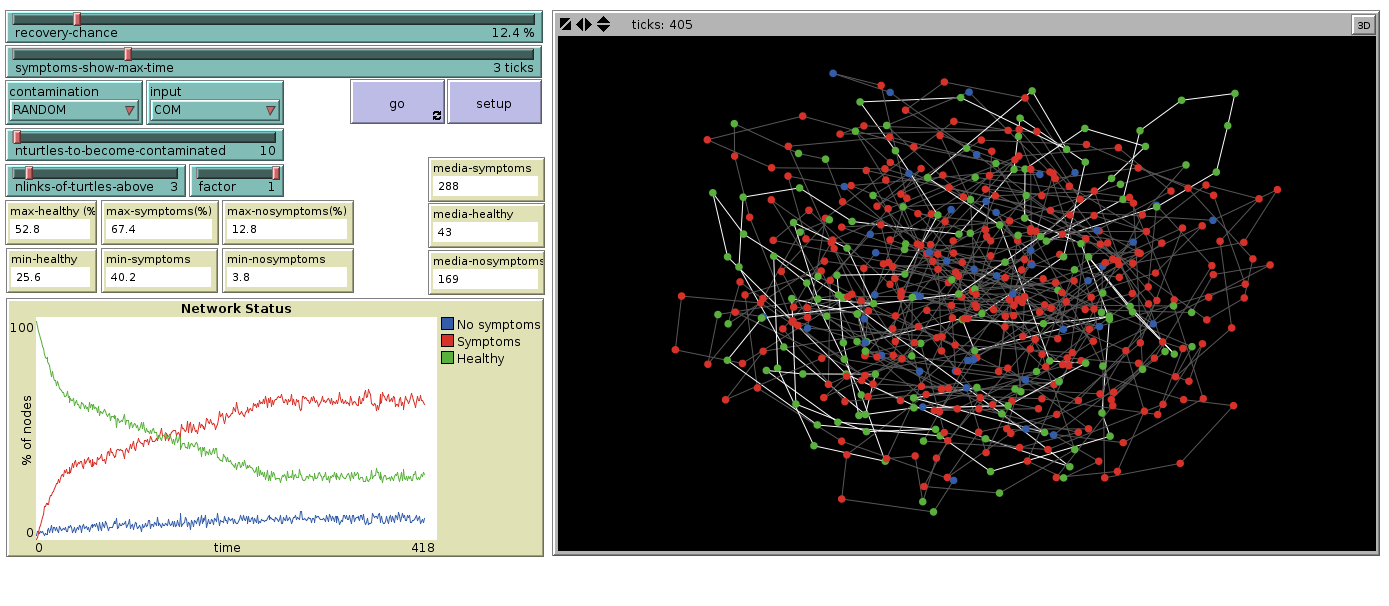 recovery-chance 12.4 %
symptoms-show-max-time 3 ticks
contamination
RANDOM
input
COM
go
setup
nturtles-to-become-contaminated 10
nlinks-of-turtles-above 3
factor 1
max-healthy (%
52.8
max-symptoms(%)
67.4
max-nosymptoms(%)
12.8
min-healthy
25.6
min-symptoms
40.2
min-nosymptoms
3.8
media-symptoms
288
media-healthy
43
media-nosymptoms
169
Network Status
100
% of nodes
0
0
time
418
No symptoms
Symptoms
Healthy
ticks: 405
3D